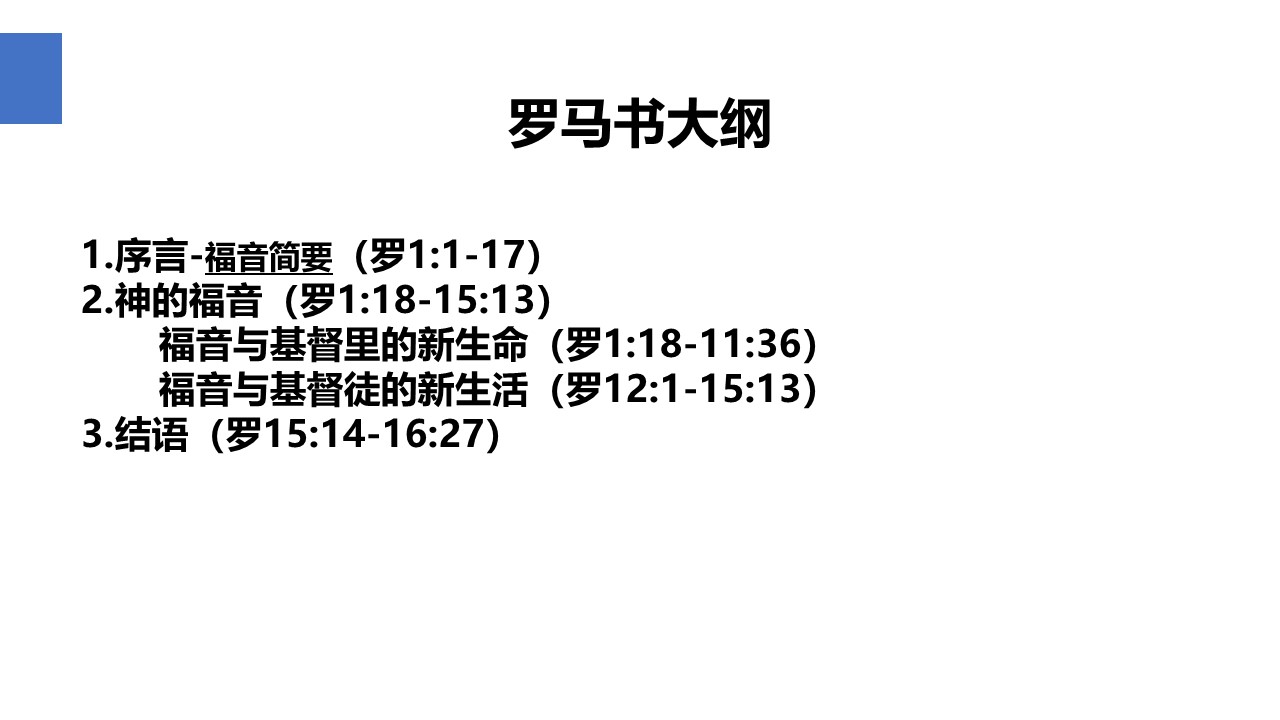 罗马书大纲
1.序言-福音简要（罗1:1-17）
2.神的福音（罗1:18-15:13）
福音与基督里的新生命（罗1:18-11:36）
福音与基督徒的新生活（罗12:1-15:13）
3.结语（罗15:14-16:27）